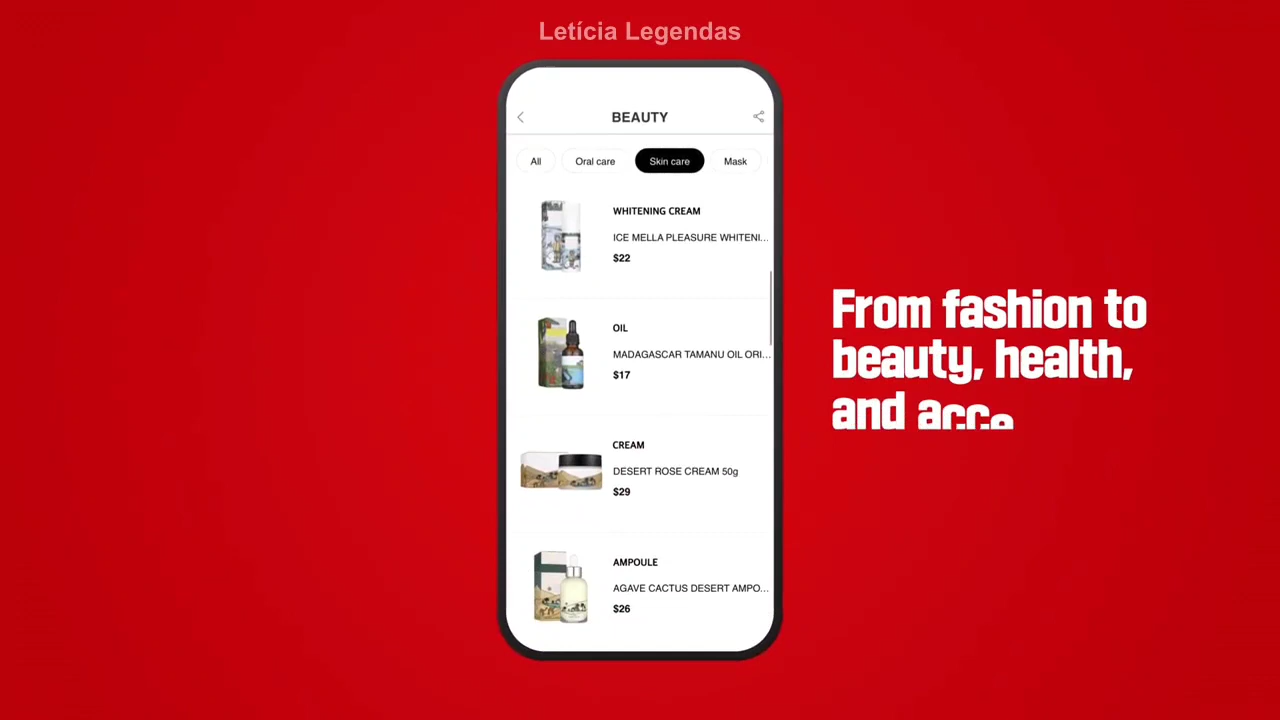 Letícia Legendas
BEAUTY
All
Oral care
Skin care
Mask
WHITENING CREAM
ICE MELLA PLEASURE WHITENI...
$22
OIL
MADAGASCAR TAMANU OIL ORI...
$17
CREAM
DESERT ROSE CREAM 50g
$29
AMPOULE
AGAVE CACTUS DESERT AMPO...
$26
From fashion to
beauty, health,
and acce